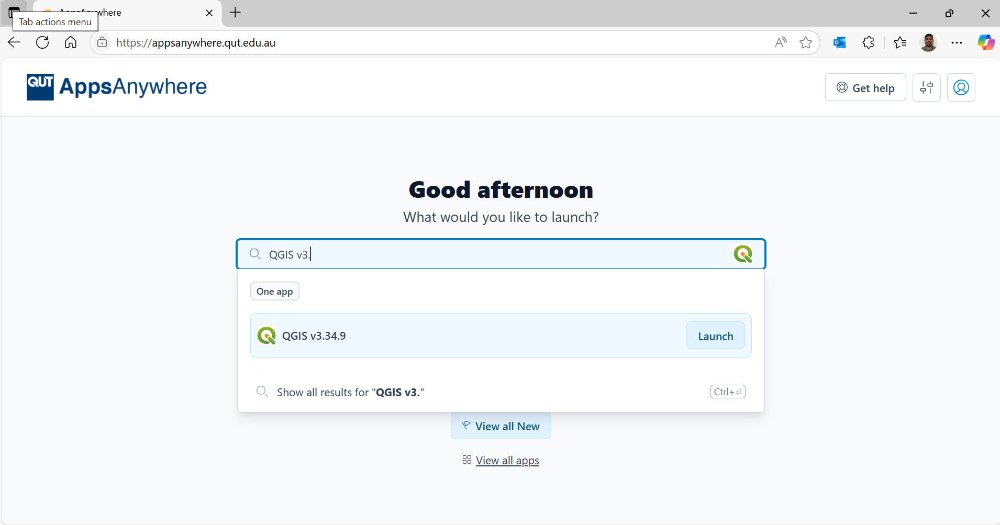 AppsAnywhere
Tab actions menu
https://appsanywhere.qut.edu.au
QUT AppsAnywhere
Get help
Good afternoon
What would you like to launch?
QGIS v3.
One app
QGIS v3.34.9
Launch
Show all results for "QGIS v3."
Ctrl+⏎
View all New
View all apps